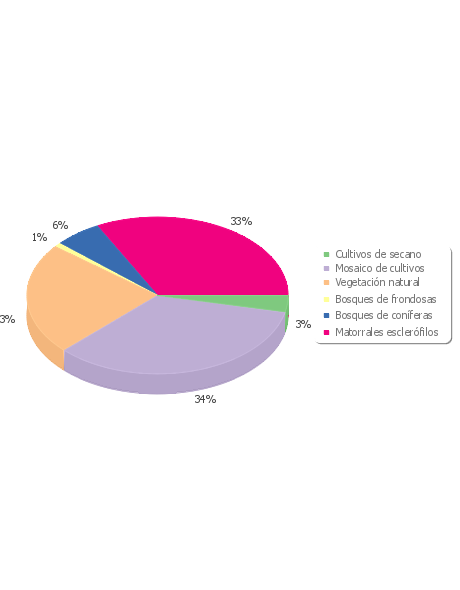 33%
6%
1%
3%
3%
34%
Cultivos de secano
Mosaico de cultivos
Vegetación natural
Bosques de frondosas
Bosques de coníferas
Matorrales esclerófilos